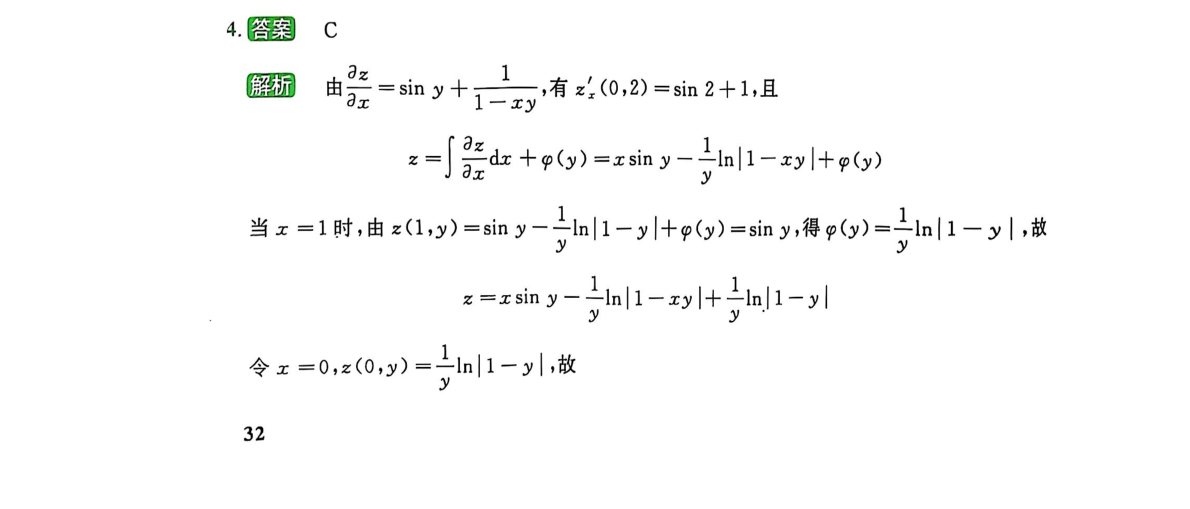 4. 答案 C
解析 由∂z/∂x=sin y+1/(1-xy),有 z′ₓ(0,2)=sin 2+1,且
z=∫∂z/∂x dx+φ(y)=x sin y-1/y ln|1-xy|+φ(y)
当 x=1 时,由 z(1,y)=sin y-1/y ln|1-y|+φ(y)=sin y,得 φ(y)=1/y ln|1-y|,故
z=x sin y-1/y ln|1-xy|+1/y ln|1-y|
令 x=0,z(0,y)=1/y ln|1-y|,故
32